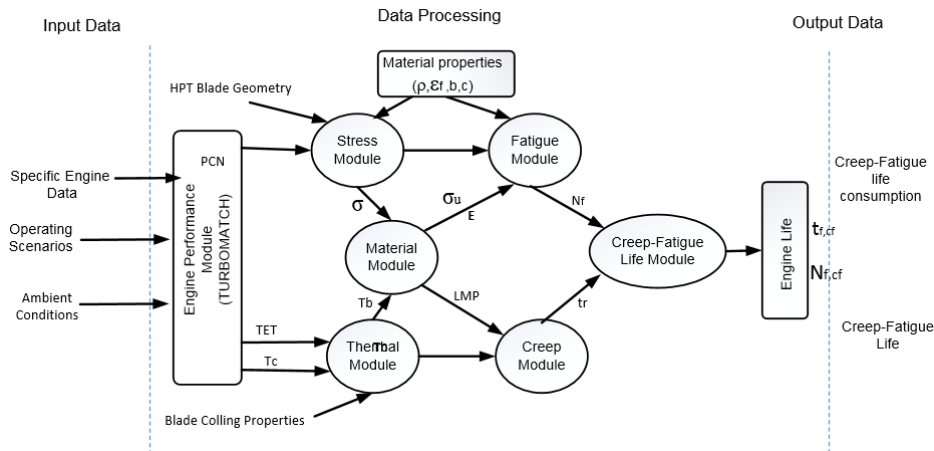 Input Data
Data Processing
Output Data
Material properties
(ρ,εf,b,c)
HPT Blade Geometry
PCN
Stress
Module
Fatigue
Module
Creep-Fatigue
life
consumption
Specific Engine
Data
Operating
Scenarios
Ambient
Conditions
Engine Performance
Module
(TURBOMATCH)
σ
σu
E
Nf
Material
Module
Creep-Fatigue
Life Module
Engine Life
tf,cf
Nf,cf
Tb
LMP
tr
TET
Tc
Thermal
Module
Creep
Module
Creep-Fatigue
Life
Blade Colling Properties